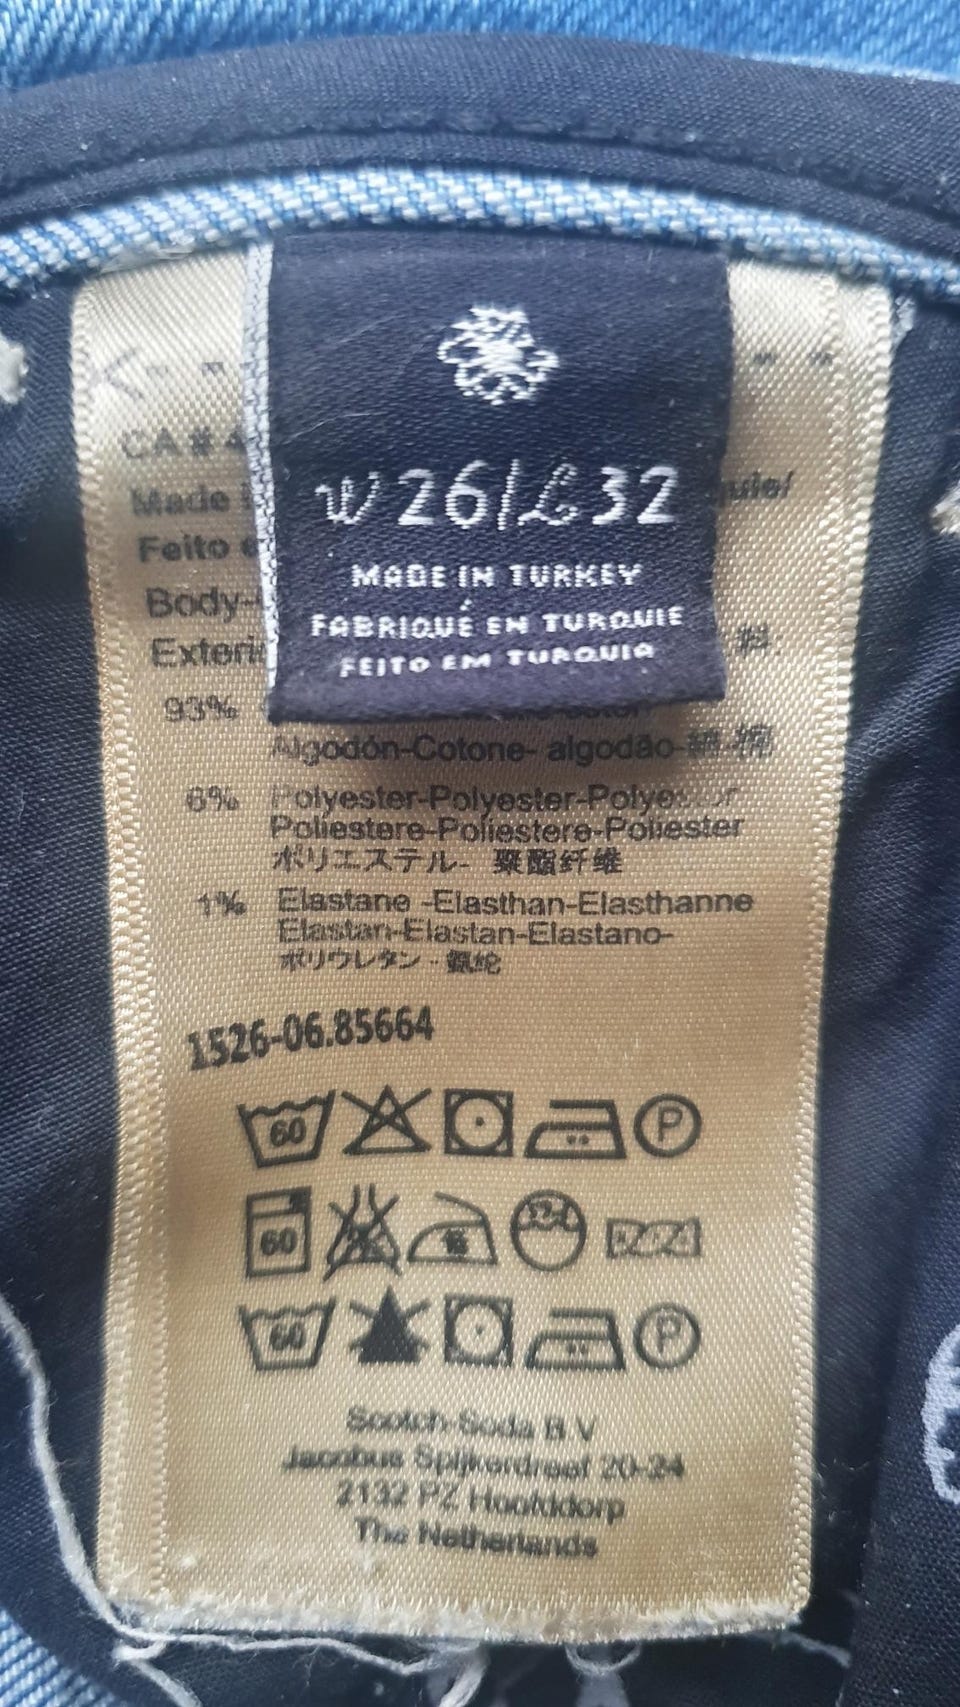 W 26/L 32
MADE IN TURKEY
FABRIQUÉ EN TURQUIE
FEITO EM TURQUIA
CA#4
Made
Feito
Body-
93%
Algodón-Cotone- algodão-綿-棉
6% Polyester-Polyester-Polyester
Poliestere-Poliestere-Poliester
ポリエステル- 聚酯纤维
1% Elastane -Elasthan-Elasthanne
Elastan-Elastan-Elastano-
ポリウレタン - 氨纶
1526-06.85664
60 P
60
60 P
Scotch-Soda B V
Jacobus Spijkerdreef 20-24
2132 PZ Hoofddorp
The Netherlands